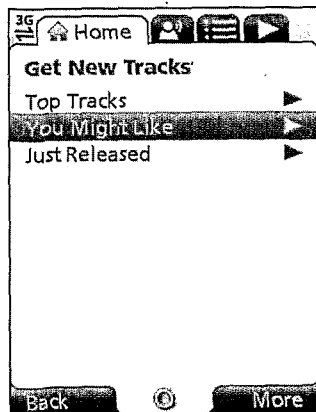 3G
Home
Get New Tracks
Top Tracks
You Might Like
Just Released
Back More